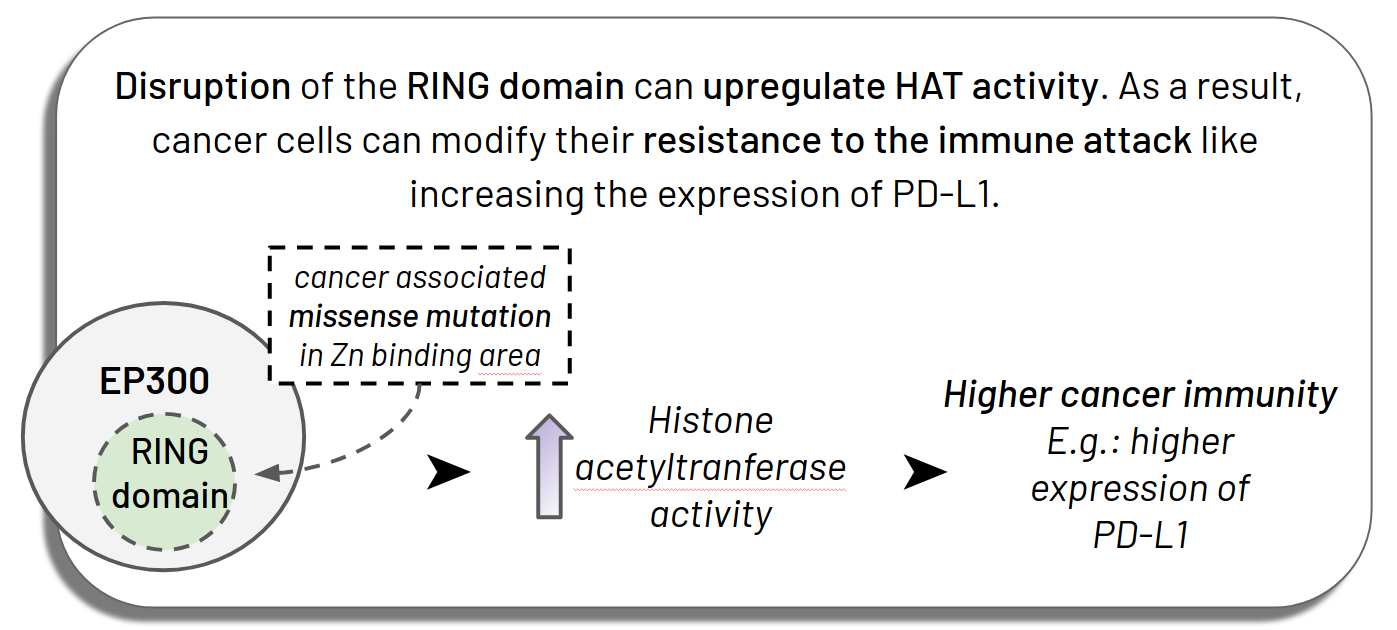 Disruption of the RING domain can upregulate HAT activity. As a result,
cancer cells can modify their resistance to the immune attack like
increasing the expression of PD-L1.
cancer associated
missense mutation
in Zn binding area
EP300
RING
domain
Histone
acetyltranferase
activity
Higher cancer immunity
E.g.: higher
expression of
PD-L1